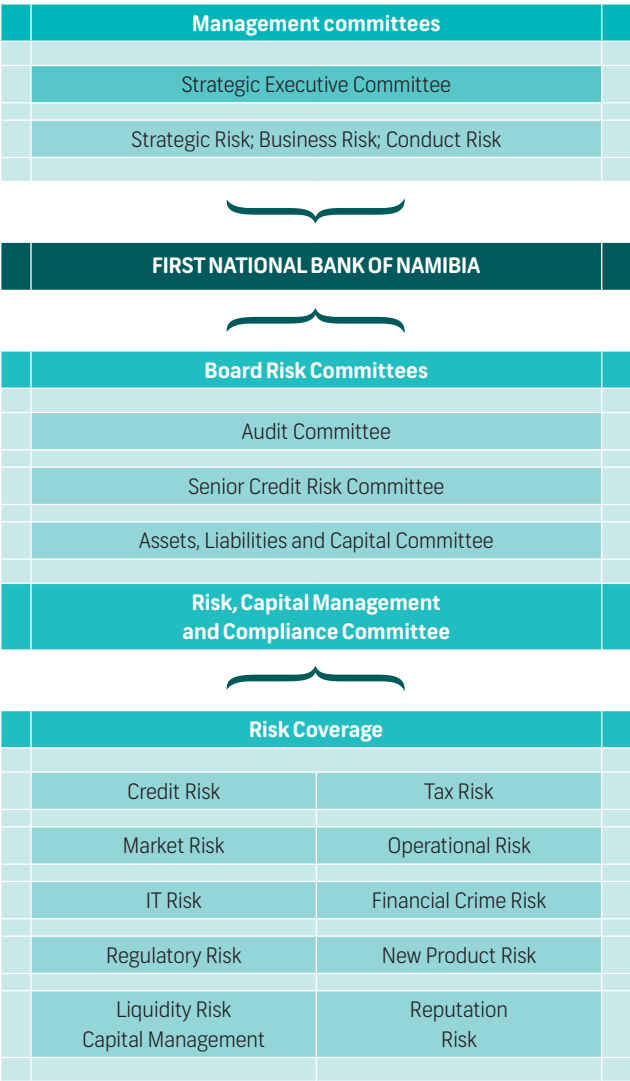 Management committees
Strategic Executive Committee
Strategic Risk; Business Risk; Conduct Risk
FIRST NATIONAL BANK OF NAMIBIA
Board Risk Committees
Audit Committee
Senior Credit Risk Committee
Assets, Liabilities and Capital Committee
Risk, Capital Management
and Compliance Committee
Risk Coverage
Credit Risk
Tax Risk
Market Risk
Operational Risk
IT Risk
Financial Crime Risk
Regulatory Risk
New Product Risk
Liquidity Risk
Capital Management
Reputation
Risk